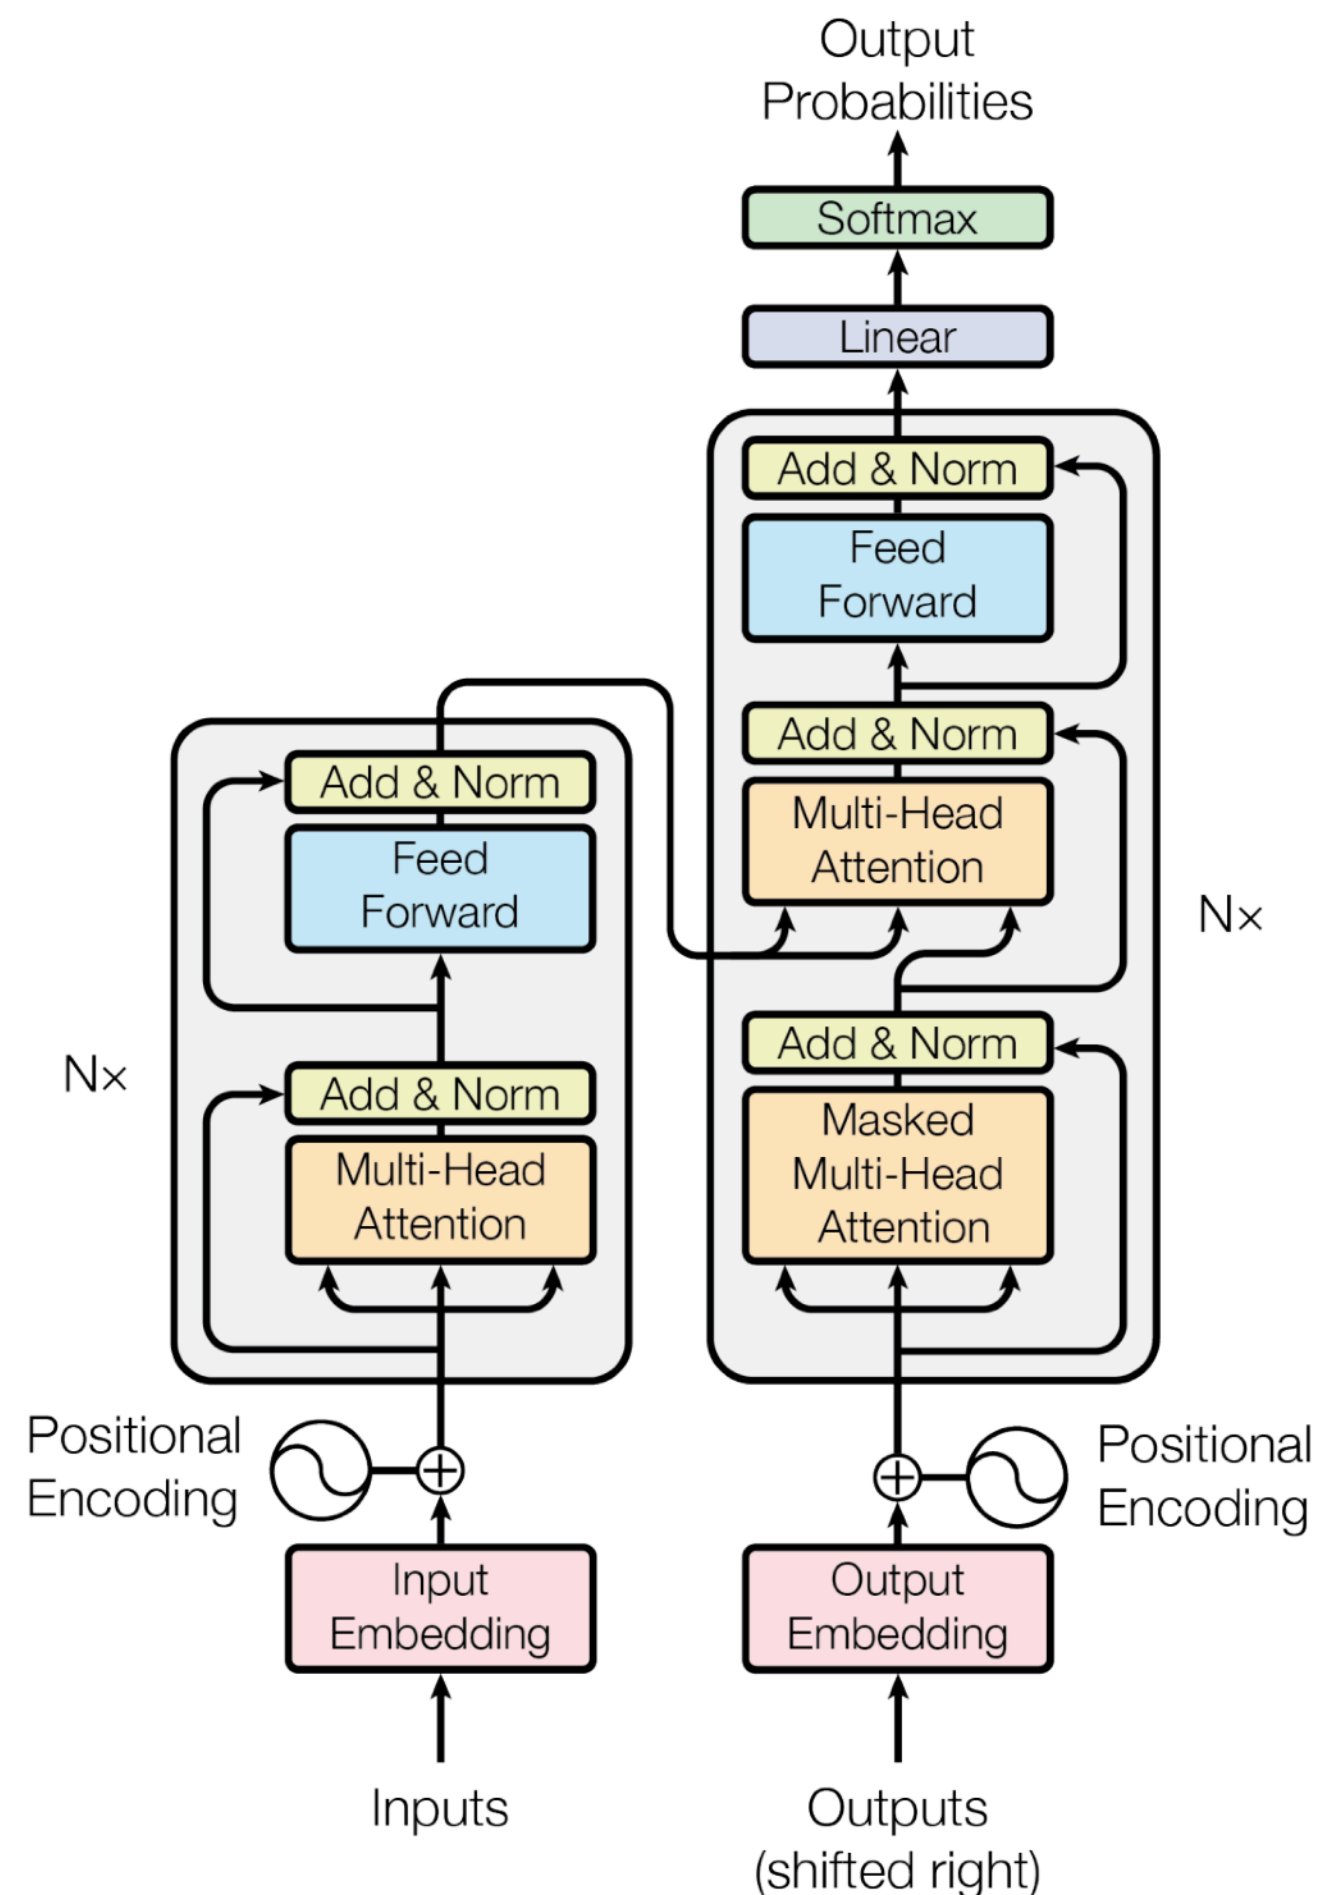 Output
Probabilities
Softmax
Linear
Add & Norm
Feed
Forward
Add & Norm
Multi-Head
Attention
Nx
Add & Norm
Masked
Multi-Head
Attention
Add & Norm
Feed
Forward
Nx
Add & Norm
Multi-Head
Attention
Positional
Encoding
Positional
Encoding
Input
Embedding
Output
Embedding
Inputs
Outputs
(shifted right)